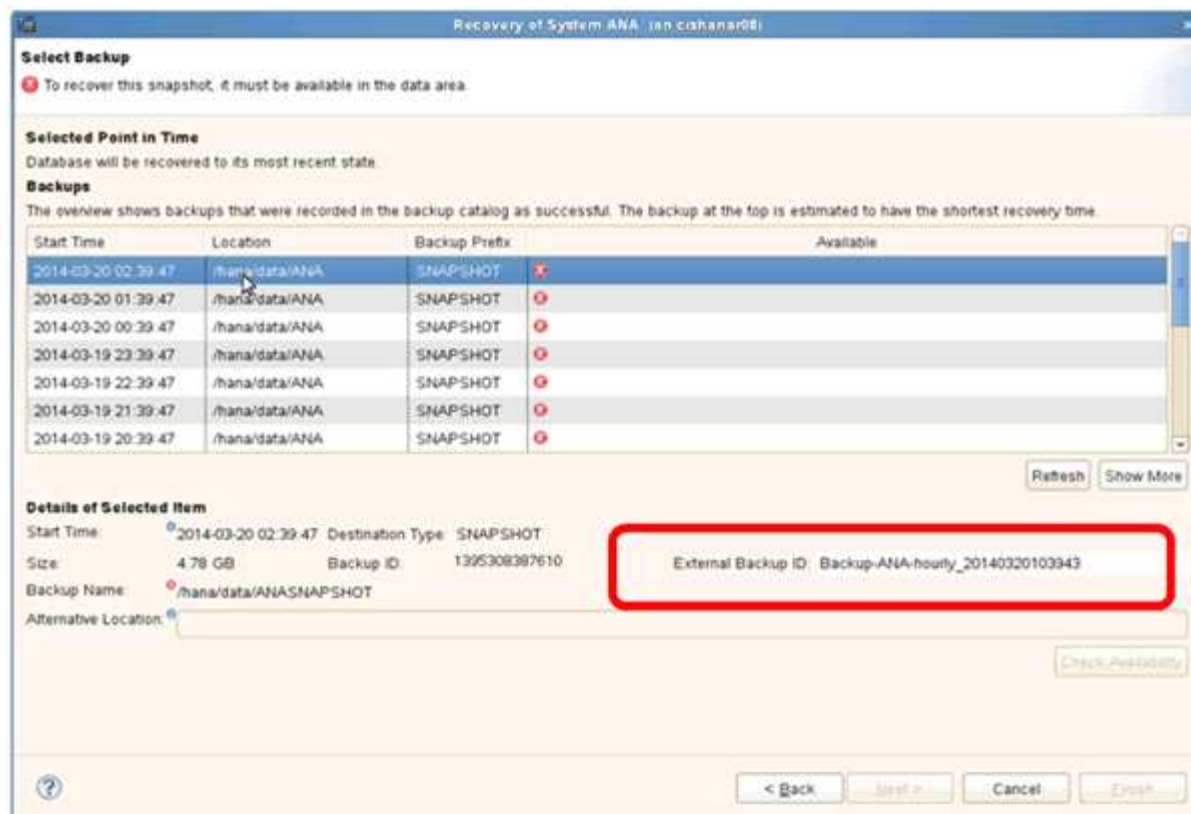 Recovery of System ANA (on cishanar08)
Select Backup
To recover this snapshot, it must be available in the data area.
Selected Point in Time
Database will be recovered to its most recent state.
Backups
The overview shows backups that were recorded in the backup catalog as successful. The backup at the top is estimated to have the shortest recovery time.
Start Time Location Backup Prefix Available
2014-03-20 02:39:47 /hana/data/ANA SNAPSHOT
2014-03-20 01:39:47 /hana/data/ANA SNAPSHOT
2014-03-20 00:39:47 /hana/data/ANA SNAPSHOT
2014-03-19 23:39:47 /hana/data/ANA SNAPSHOT
2014-03-19 22:39:47 /hana/data/ANA SNAPSHOT
2014-03-19 21:39:47 /hana/data/ANA SNAPSHOT
2014-03-19 20:39:47 /hana/data/ANA SNAPSHOT
Refresh Show More
Details of Selected Item
Start Time: 2014-03-20 02:39:47 Destination Type: SNAPSHOT
Size: 4.78 GB Backup ID: 1395308387610 External Backup ID: Backup-ANA-hourly_20140320103943
Backup Name: /hana/data/ANASNAPSHOT
Alternative Location:
Check Availability
< Back Next > Cancel Finish